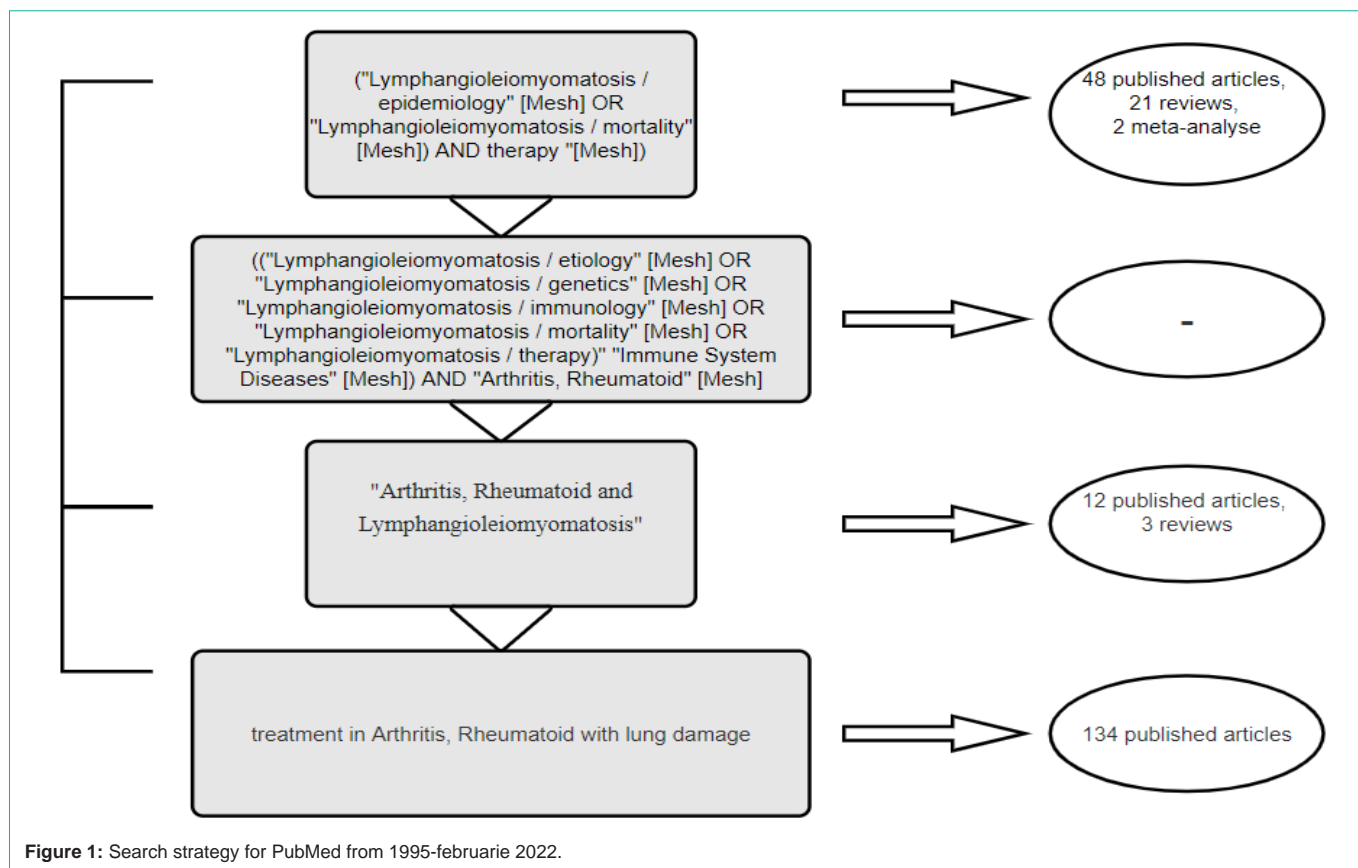 ("Lymphangioleiomyomatosis /
epidemiology" [Mesh] OR
"Lymphangioleiomyomatosis / mortality"
[Mesh]) AND therapy "[Mesh])
48 published articles,
21 reviews,
2 meta-analyse
(("Lymphangioleiomyomatosis / etiology" [Mesh] OR
"Lymphangioleiomyomatosis / genetics" [Mesh] OR
"Lymphangioleiomyomatosis / immunology" [Mesh] OR
"Lymphangioleiomyomatosis / mortality" [Mesh] OR
"Lymphangioleiomyomatosis / therapy)" "Immune System
Diseases" [Mesh]) AND "Arthritis, Rheumatoid" [Mesh]
-
"Arthritis, Rheumatoid and
Lymphangioleiomyomatosis"
12 published articles,
3 reviews
treatment in Arthritis, Rheumatoid with lung damage
134 published articles
Figure 1: Search strategy for PubMed from 1995-februarie 2022.